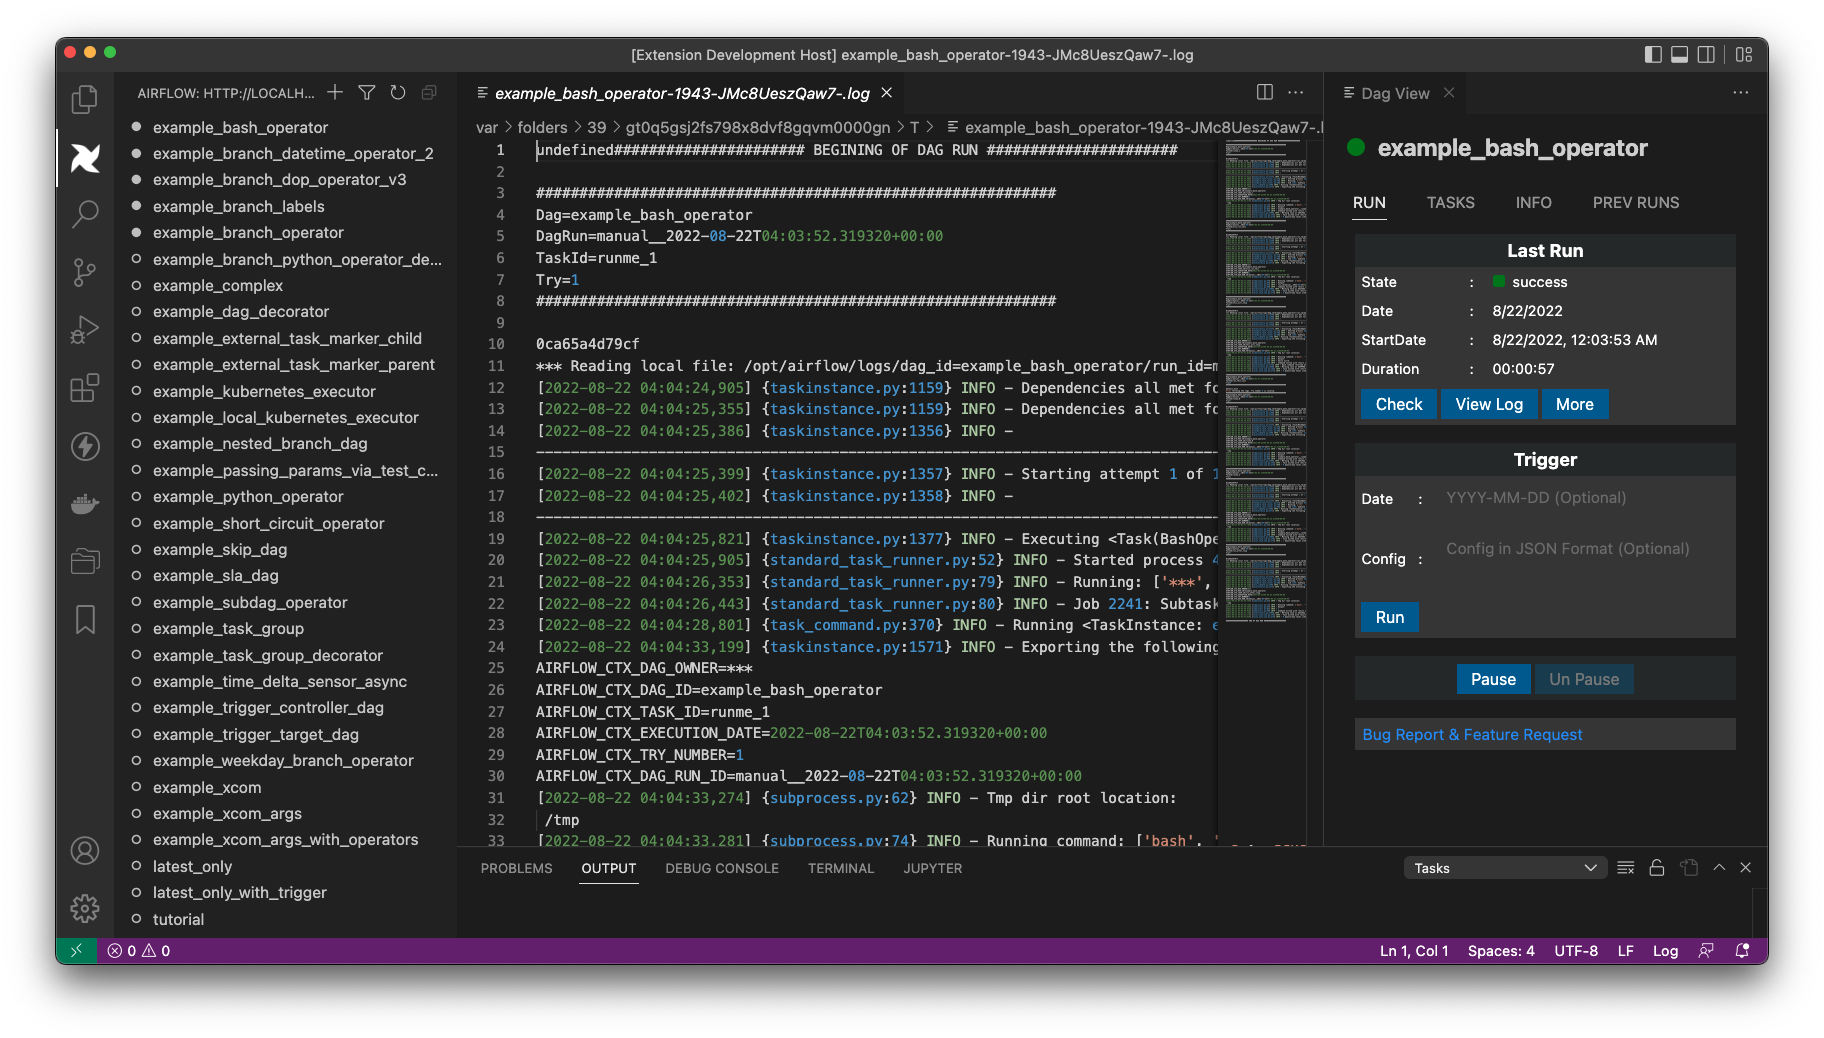 [Extension Development Host] example_bash_operator-1943-JMc8UeszQaw7-.log
AIRFLOW: HTTP://LOCALH...
example_bash_operator
example_branch_datetime_operator_2
example_branch_dop_operator_v3
example_branch_labels
example_branch_operator
example_branch_python_operator_de...
example_complex
example_dag_decorator
example_external_task_marker_child
example_external_task_marker_parent
example_kubernetes_executor
example_local_kubernetes_executor
example_nested_branch_dag
example_passing_params_via_test_c...
example_python_operator
example_short_circuit_operator
example_skip_dag
example_sla_dag
example_subdag_operator
example_task_group
example_task_group_decorator
example_time_delta_sensor_async
example_trigger_controller_dag
example_trigger_target_dag
example_weekday_branch_operator
example_xcom
example_xcom_args
example_xcom_args_with_operators
latest_only
latest_only_with_trigger
tutorial
example_bash_operator-1943-JMc8UeszQaw7-.log
var > folders > 39 > gt0q5gsj2fs798x8dvf8gqvm0000gn > T > example_bash_operator-1943-JMc8UeszQaw7-.l
1 undefined###################### BEGINING OF DAG RUN ######################
2
3 ############################################################
4 Dag=example_bash_operator
5 DagRun=manual__2022-08-22T04:03:52.319320+00:00
6 TaskId=runme_1
7 Try=1
8 ############################################################
9
10 0ca65a4d79cf
11 *** Reading local file: /opt/airflow/logs/dag_id=example_bash_operator/run_id=m
12 [2022-08-22 04:04:24,905] {taskinstance.py:1159} INFO - Dependencies all met fo
13 [2022-08-22 04:04:25,355] {taskinstance.py:1159} INFO - Dependencies all met fo
14 [2022-08-22 04:04:25,386] {taskinstance.py:1356} INFO -
15 --------------------------------------------------------------------------------
16 [2022-08-22 04:04:25,399] {taskinstance.py:1357} INFO - Starting attempt 1 of 1
17 [2022-08-22 04:04:25,402] {taskinstance.py:1358} INFO -
18 --------------------------------------------------------------------------------
19 [2022-08-22 04:04:25,821] {taskinstance.py:1377} INFO - Executing <Task(BashOpe
20 [2022-08-22 04:04:25,905] {standard_task_runner.py:52} INFO - Started process 4
21 [2022-08-22 04:04:26,353] {standard_task_runner.py:79} INFO - Running: ['***',
22 [2022-08-22 04:04:26,443] {standard_task_runner.py:80} INFO - Job 2241: Subtask
23 [2022-08-22 04:04:28,801] {task_command.py:370} INFO - Running <TaskInstance: e
24 [2022-08-22 04:04:33,199] {taskinstance.py:1571} INFO - Exporting the following
25 AIRFLOW_CTX_DAG_OWNER=***
26 AIRFLOW_CTX_DAG_ID=example_bash_operator
27 AIRFLOW_CTX_TASK_ID=runme_1
28 AIRFLOW_CTX_EXECUTION_DATE=2022-08-22T04:03:52.319320+00:00
29 AIRFLOW_CTX_TRY_NUMBER=1
30 AIRFLOW_CTX_DAG_RUN_ID=manual__2022-08-22T04:03:52.319320+00:00
31 [2022-08-22 04:04:33,274] {subprocess.py:62} INFO - Tmp dir root location:
32 /tmp
33 [2022-08-22 04:04:33,281] {subprocess.py:74} INFO - Running command: ['bash', '
Dag View
example_bash_operator
RUN TASKS INFO PREV RUNS
Last Run
State : success
Date : 8/22/2022
StartDate : 8/22/2022, 12:03:53 AM
Duration : 00:00:57
Check View Log More
Trigger
Date : YYYY-MM-DD (Optional)
Config : Config in JSON Format (Optional)
Run
Pause Un Pause
Bug Report & Feature Request
PROBLEMS OUTPUT DEBUG CONSOLE TERMINAL JUPYTER Tasks
0 0 Ln 1, Col 1 Spaces: 4 UTF-8 LF Log